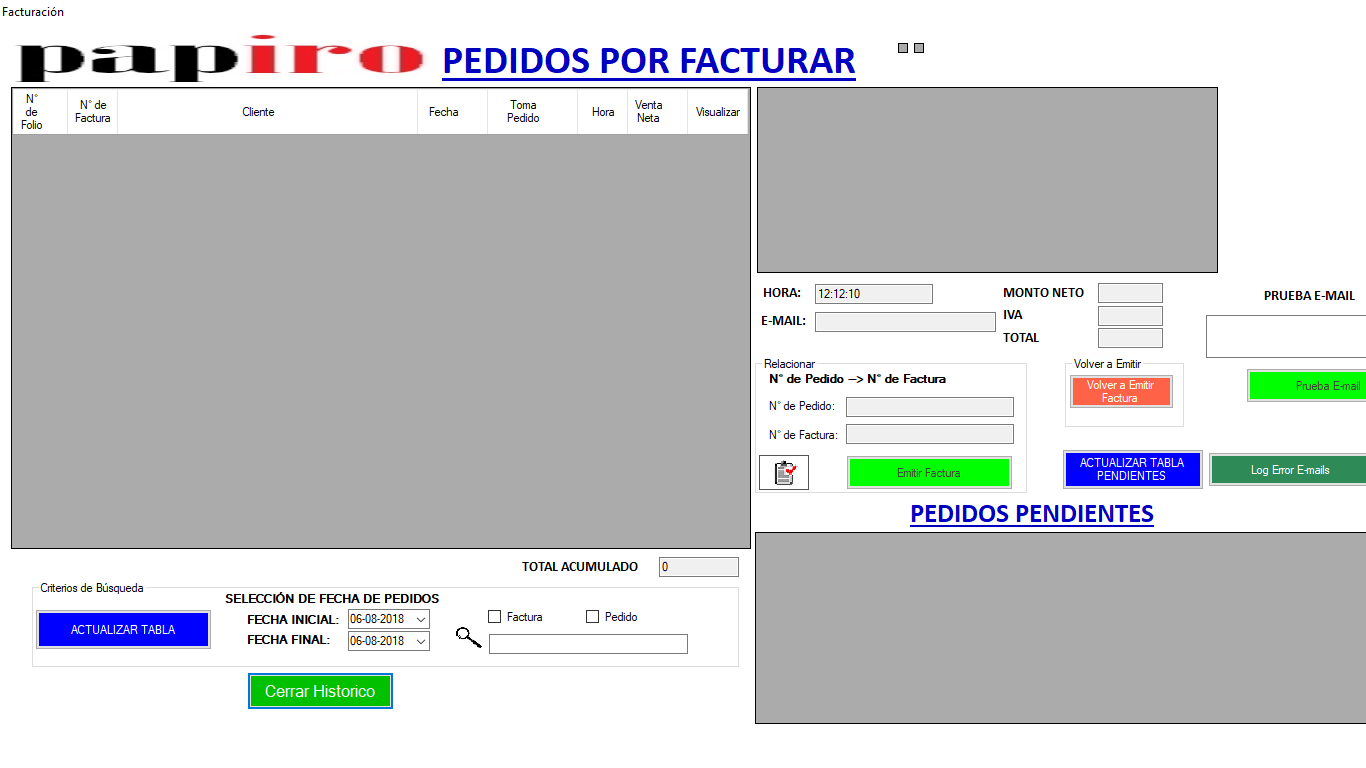 Facturación
papiro
PEDIDOS POR FACTURAR
N° de Folio
N° de Factura
Cliente
Fecha
Toma Pedido
Hora
Venta Neta
Visualizar
HORA:
12:12:10
E-MAIL:
MONTO NETO
IVA
TOTAL
PRUEBA E-MAIL
Relacionar
N° de Pedido --> N° de Factura
N° de Pedido:
N° de Factura:
Emitir Factura
Volver a Emitir
Volver a Emitir
Factura
Prueba E-mail
ACTUALIZAR TABLA
PENDIENTES
Log Error E-mails
PEDIDOS PENDIENTES
TOTAL ACUMULADO
0
Criterios de Búsqueda
ACTUALIZAR TABLA
SELECCIÓN DE FECHA DE PEDIDOS
FECHA INICIAL:
06-08-2018
FECHA FINAL:
06-08-2018
Factura
Pedido
Cerrar Historico